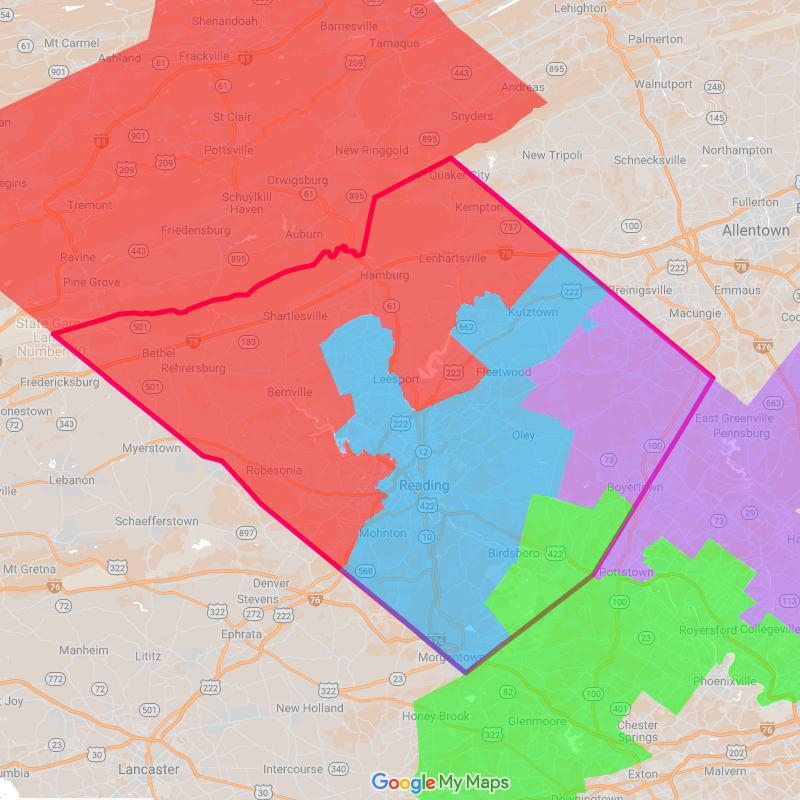 Lehighton
54
54
Shenandoah
Barnesville
Mt Carmel
61
Tamaqua
Palmerton
Ashland
Frackville
81
209
901
61
443
895
Walnutport
248
Andreas
145
St Clair
Snyders
901
81
895
Northampton
Pottsville
New Ringgold
209
209
New Tripoli
Schnecksville
Quaker City
Orwigsburg
61
895
Schuylkill
Haven
Tremont
Kempton
Fullerton
100
737
Allentown
Friedensburg
Auburn
443
895
Ravine
Lenhartsville
78
222
78
Pine Grove
Hamburg
Emmaus
222
Breinigsville
61
Shartlesville
Kutztown
Macungie
State Gam
Lands
Number 80
501
662
78
183
476
Bethel
Rehrersburg
Fredericksburg
501
Leesport
222
Fleetwood
Bernville
663
343
72
222
East Greenville
Pennsburg
Oley
Myerstown
12
100
73
Robesonia
Lebanon
Reading
Boyertown
422
29
Schaefferstown
73
897
Mohnton
10
Birdsboro
422
Mt Gretna
322
568
Pottstown
76
Denver
72
Stevens
76
100
113
322
272
222
Ephrata
23
Royersford
Collegeville
76
Manheim
Lititz
Morgantown
772
72
222
322
23
82
100
Phoenixville
501
New Holland
401
Honey Brook
Glenmoore
Chester
Springs
322
23
30
76
202
Lancaster
Intercourse
340
Exton
Malvern
Downingtown
30
Google My Maps